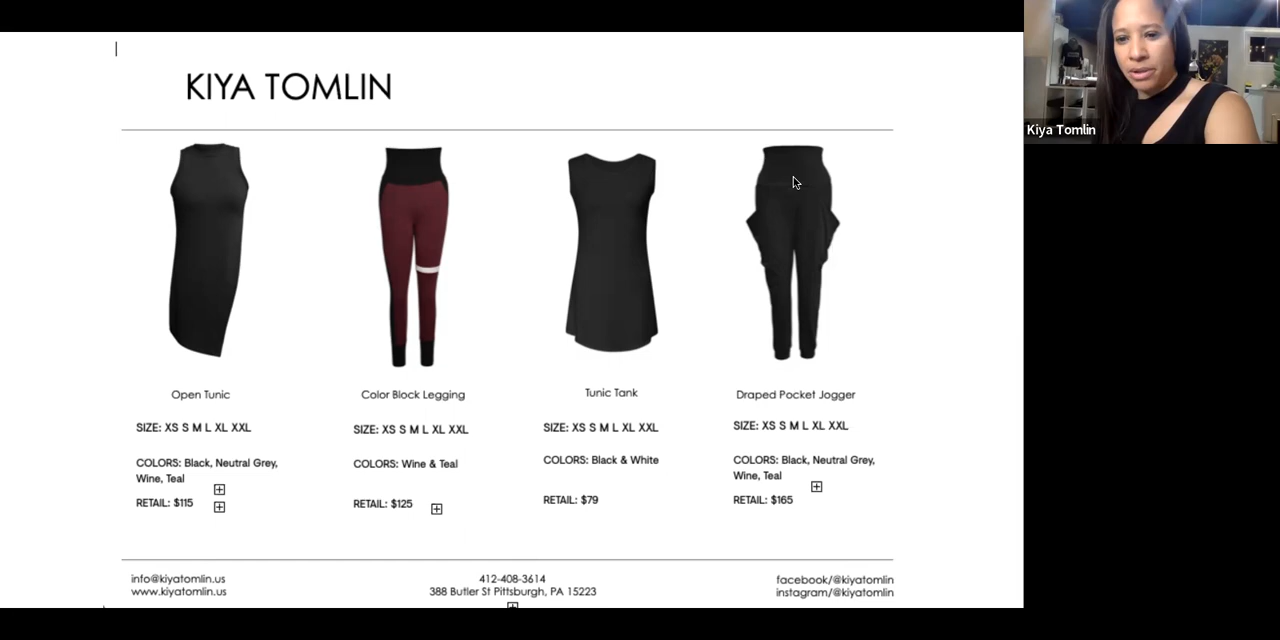 KIYA TOMLIN
Kiya Tomlin
Open Tunic
SIZE: XS S M L XL XXL
COLORS: Black, Neutral Grey,
Wine, Teal
RETAIL: $115
Color Block Legging
SIZE: XS S M L XL XXL
COLORS: Wine & Teal
RETAIL: $125
Tunic Tank
SIZE: XS S M L XL XXL
COLORS: Black & White
RETAIL: $79
Draped Pocket Jogger
SIZE: XS S M L XL XXL
COLORS: Black, Neutral Grey,
Wine, Teal
RETAIL: $165
info@kiyatomlin.us
www.kiyatomlin.us
412-408-3614
388 Butler St Pittsburgh, PA 15223
facebook/@kiyatomlin
instagram/@kiyatomlin